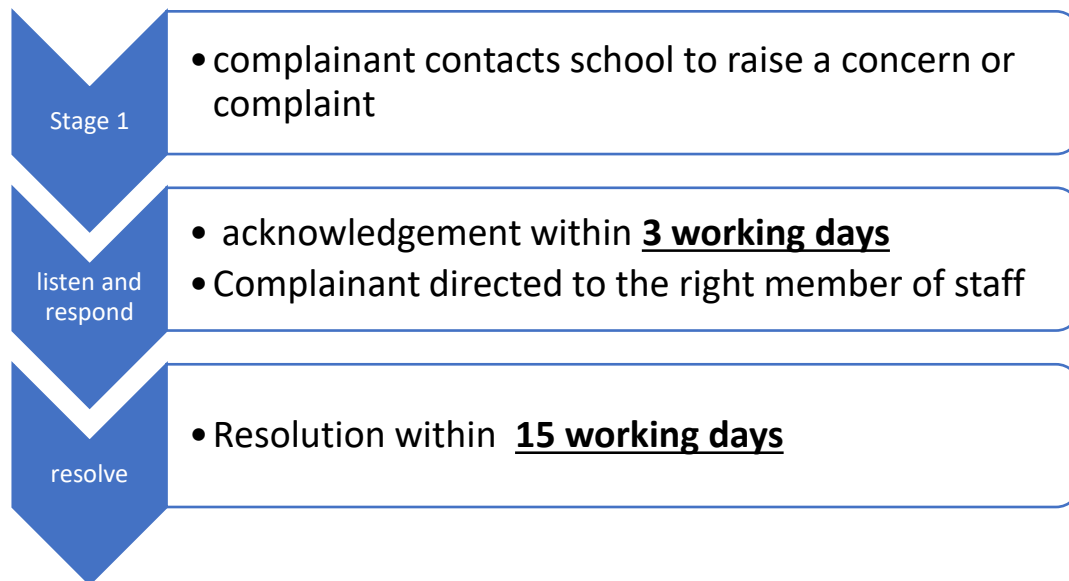 Stage 1
• complainant contacts school to raise a concern or
complaint
listen and
respond
• acknowledgement within 3 working days
• Complainant directed to the right member of staff
resolve
• Resolution within 15 working days